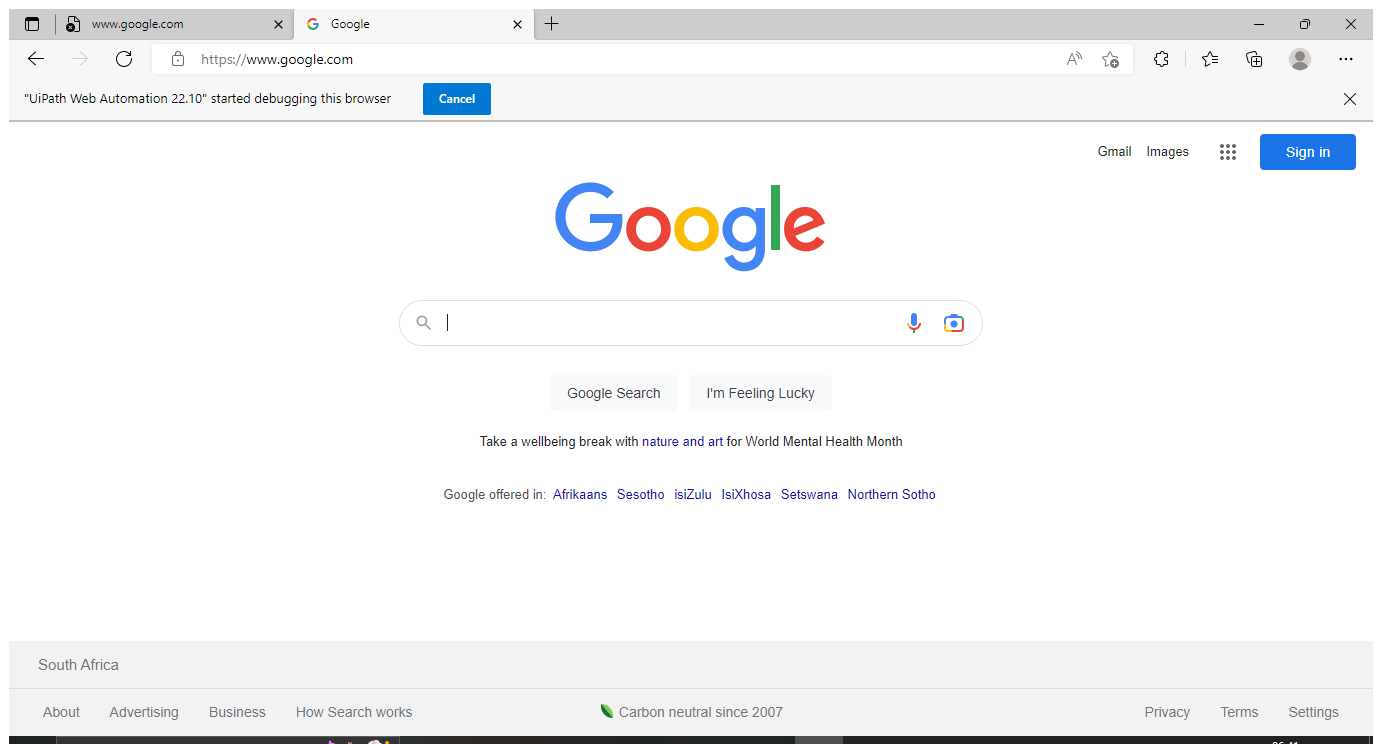 www.google.com
Google
https://www.google.com
"UiPath Web Automation 22.10" started debugging this browser
Cancel
Gmail Images Sign in
Google
Google Search I'm Feeling Lucky
Take a wellbeing break with nature and art for World Mental Health Month
Google offered in: Afrikaans Sesotho isiZulu IsiXhosa Setswana Northern Sotho
South Africa
About Advertising Business How Search works Carbon neutral since 2007 Privacy Terms Settings